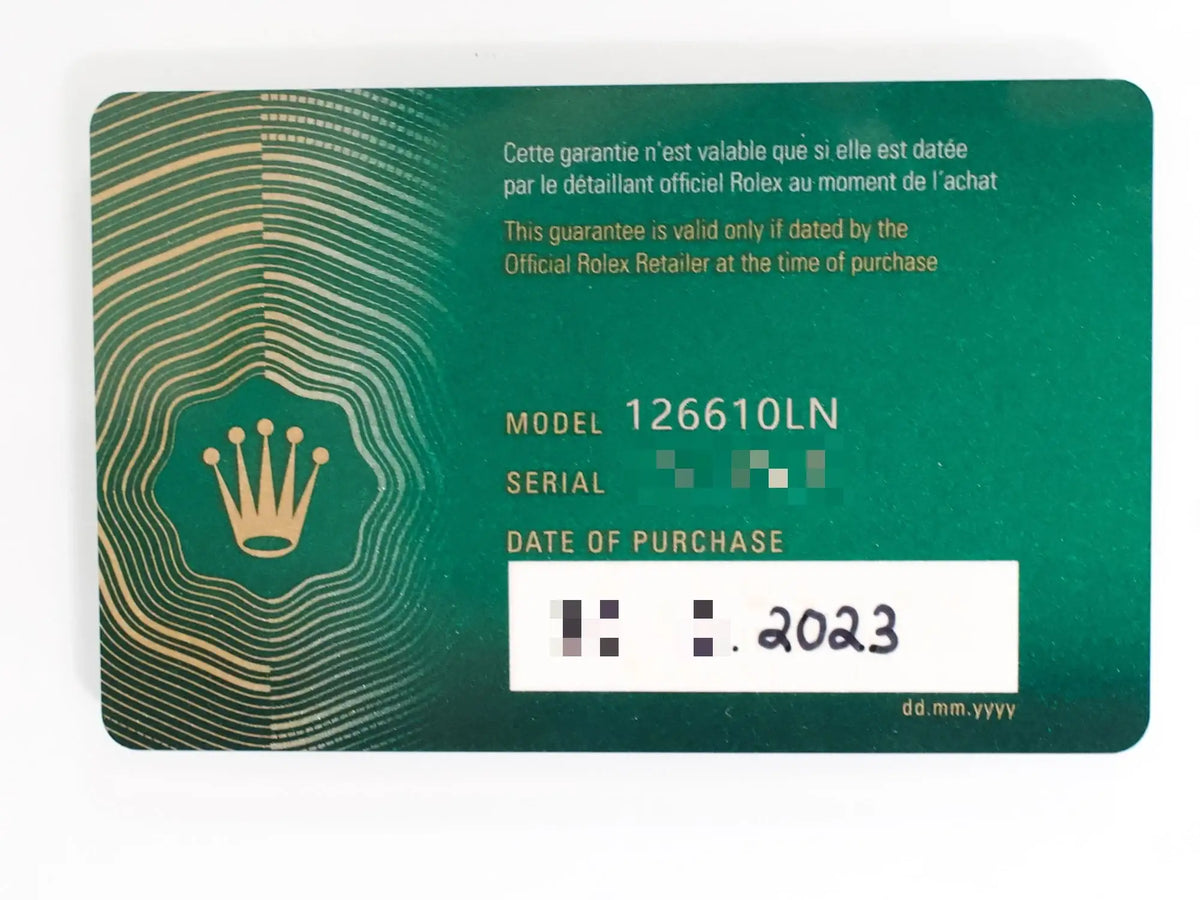 Cette garantie n'est valable que si elle est datée
par le détaillant officiel Rolex au moment de l'achat
This guarantee is valid only if dated by the
Official Rolex Retailer at the time of purchase
MODEL 126610LN
SERIAL
DATE OF PURCHASE
. 2023
dd.mm.yyyy